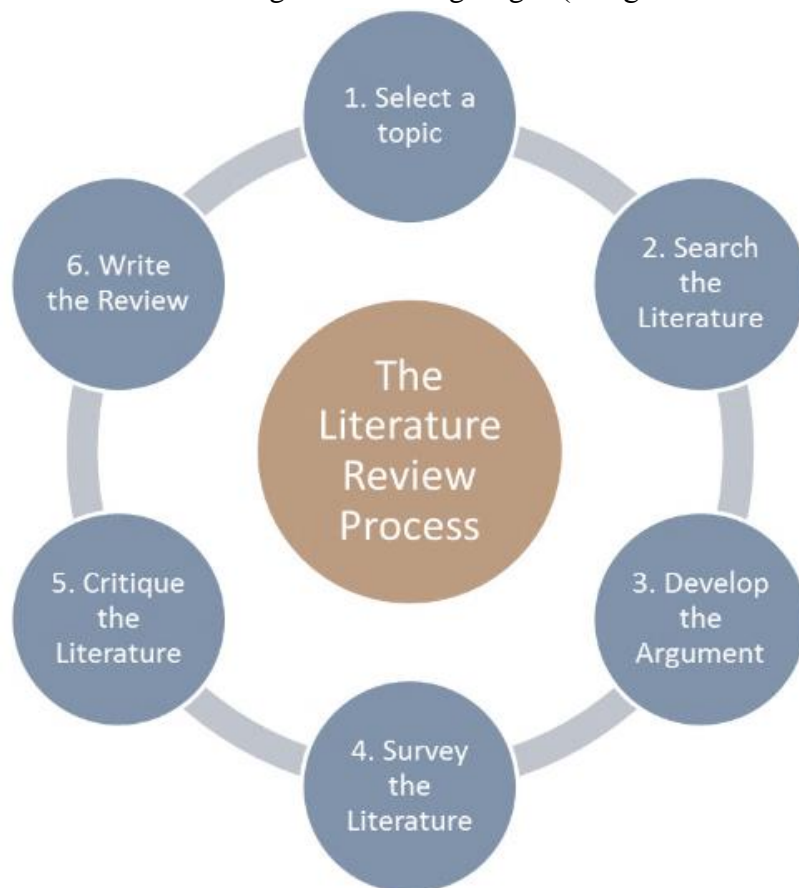 1. Select a
topic
2. Search
the
Literature
3. Develop
the
Argument
4. Survey
the
Literature
5. Critique
the
Literature
6. Write
the Review
The
Literature
Review
Process